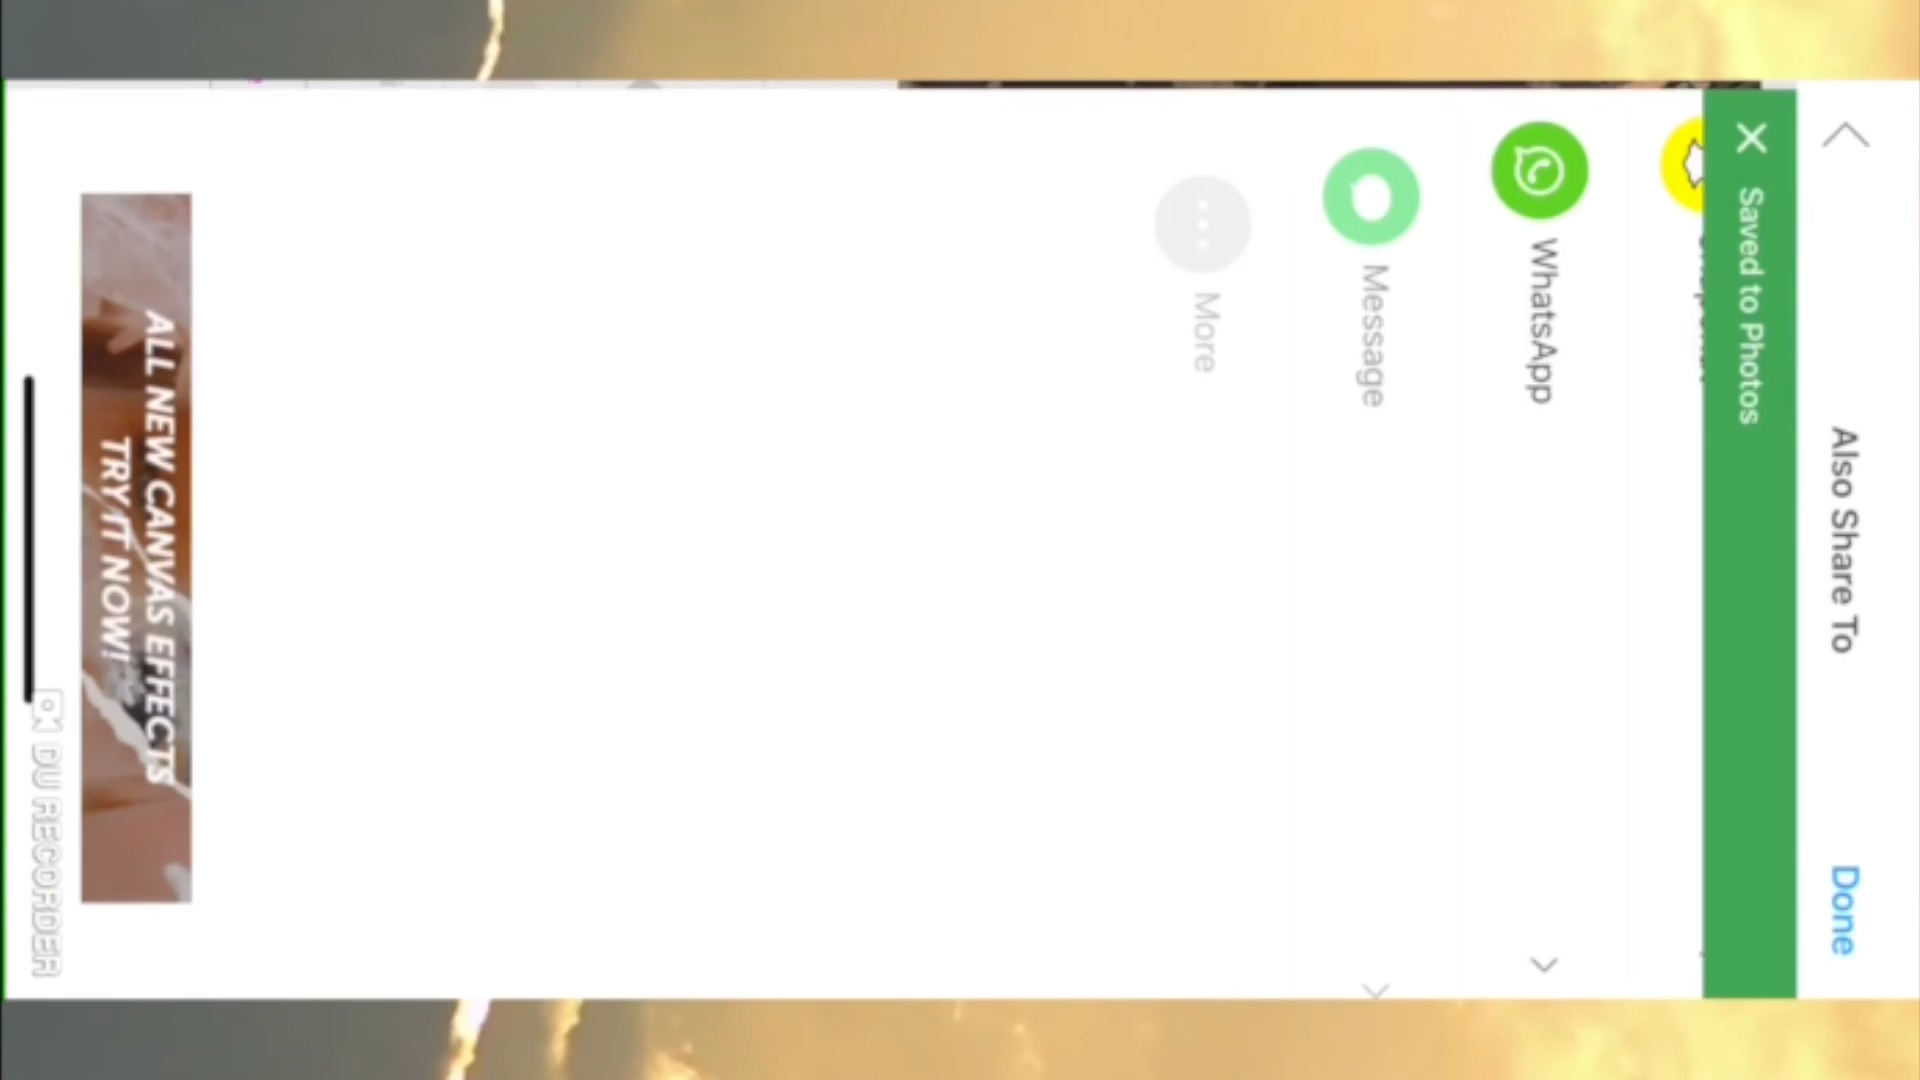 Also Share To
Done
Saved to Photos
WhatsApp
Message
More
ALL NEW CANVAS EFFECTS
TRY IT NOW!
DU RECORDER